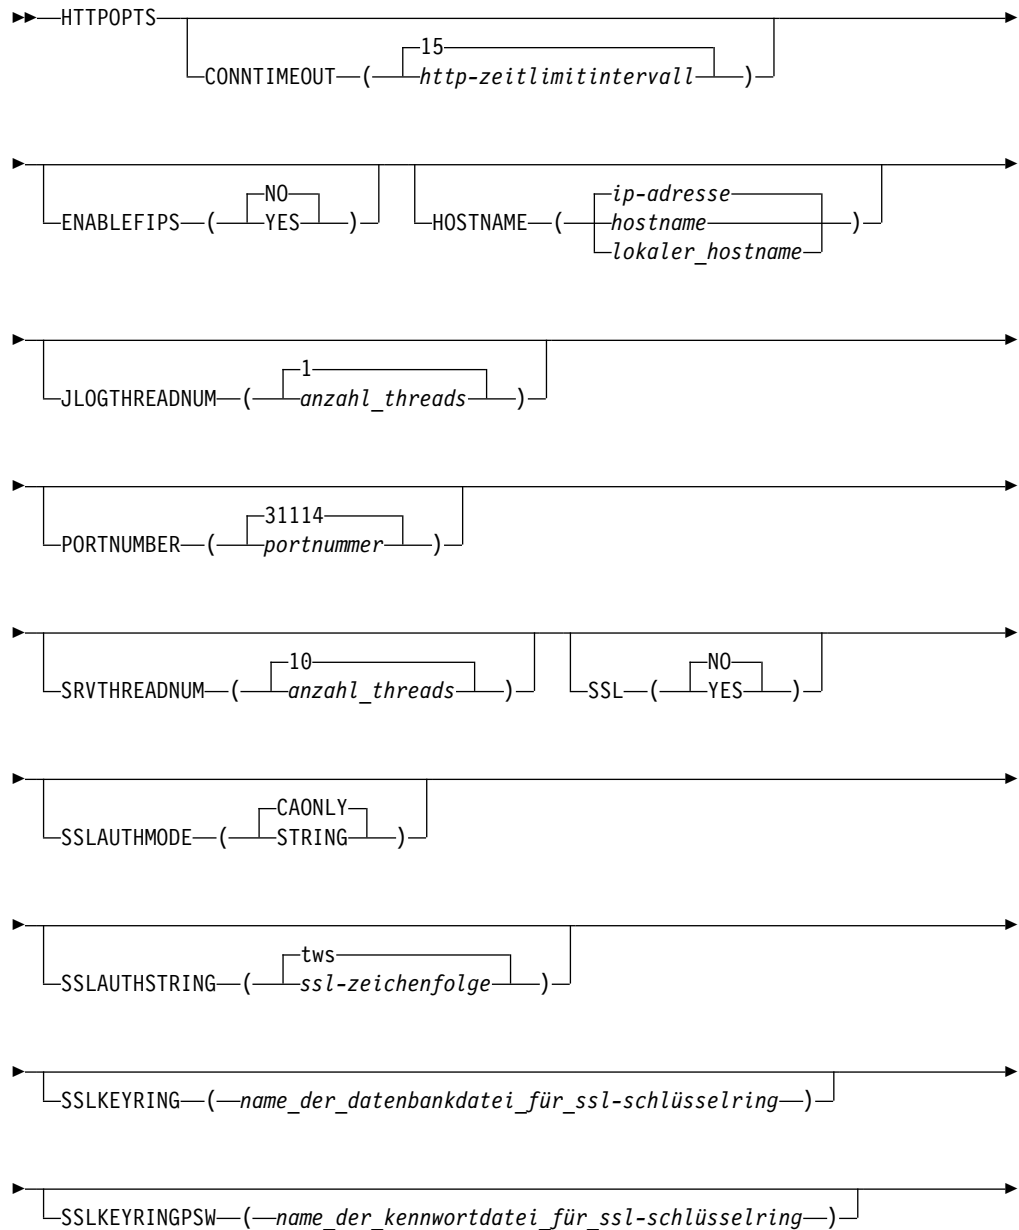 HTTPOPTS
15
CONNTIMEOUT ( http-zeitlimitintervall )
NO ip-adresse
ENABLEFIPS ( YES ) HOSTNAME ( hostname )
lokaler_hostname
1
JLOGTHREADNUM ( anzahl_threads )
31114
PORTNUMBER ( portnummer )
10 NO
SRVTHREADNUM ( anzahl_threads ) SSL ( YES )
CAONLY
SSLAUTHMODE ( STRING )
tws
SSLAUTHSTRING ( ssl-zeichenfolge )
SSLKEYRING ( name_der_datenbankdatei_für_ssl-schlüsselring )
SSLKEYRINGPSW ( name_der_kennwortdatei_für_ssl-schlüsselring )